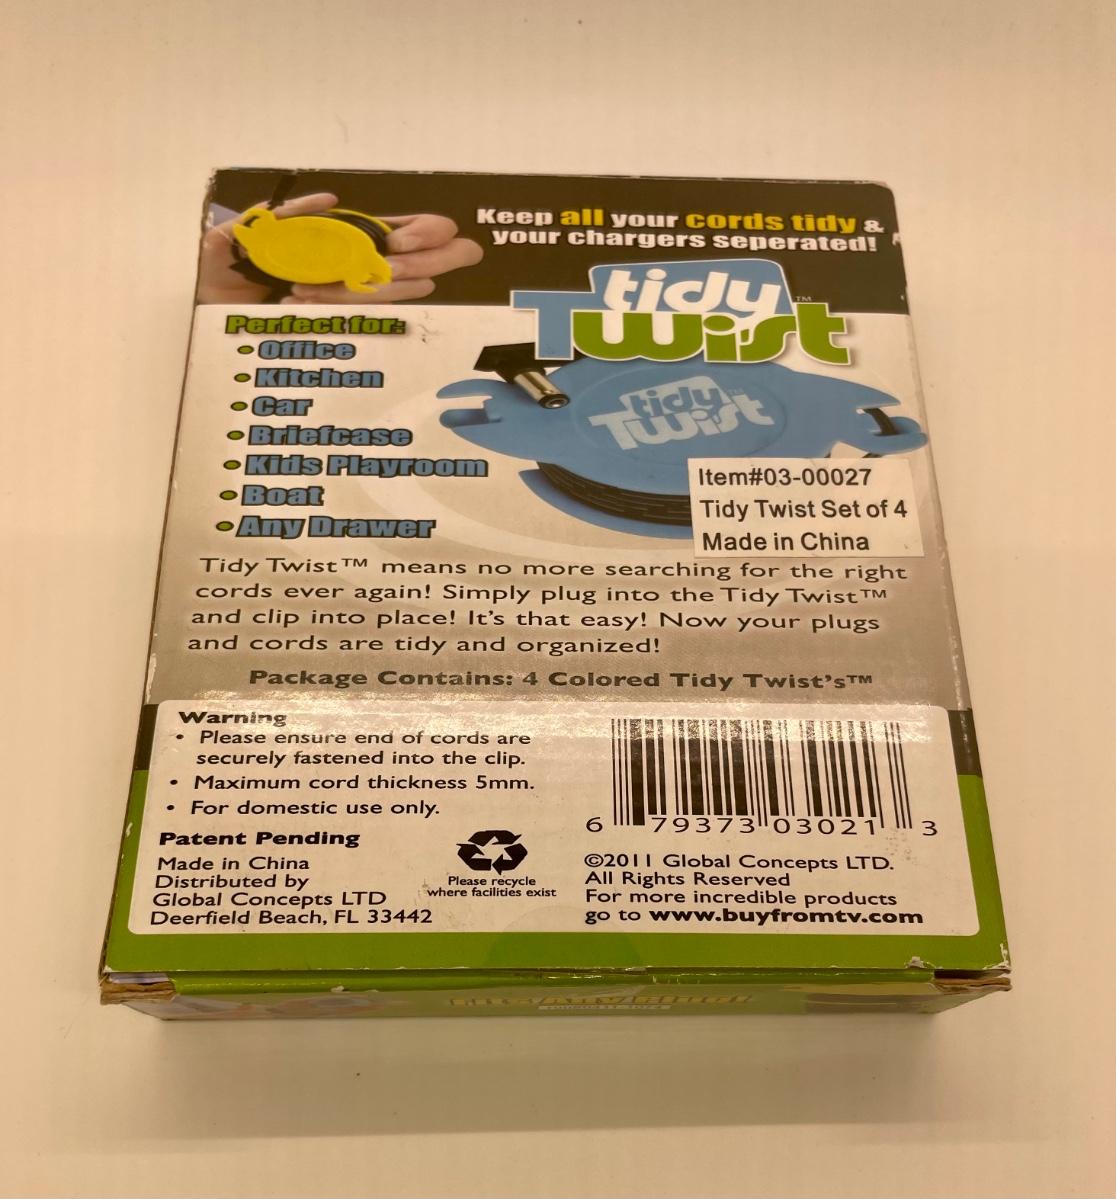 Keep all your cords tidy &
your chargers seperated!
tidy
Twist™
Perfect for:
• Office
• Kitchen
• Car
• Briefcase
• Kids Playroom
• Boat
• Any Drawer
tidy™
Twist
Item#03-00027
Tidy Twist Set of 4
Made in China
Tidy Twist™ means no more searching for the right
cords ever again! Simply plug into the Tidy Twist™
and clip into place! It's that easy! Now your plugs
and cords are tidy and organized!
Package Contains: 4 Colored Tidy Twist's™
Warning
• Please ensure end of cords are
securely fastened into the clip.
• Maximum cord thickness 5mm.
• For domestic use only.
Patent Pending
Made in China
Distributed by
Global Concepts LTD
Deerfield Beach, FL 33442
Please recycle
where facilities exist
6 79373 03021 3
©2011 Global Concepts LTD.
All Rights Reserved
For more incredible products
go to www.buyfromtv.com